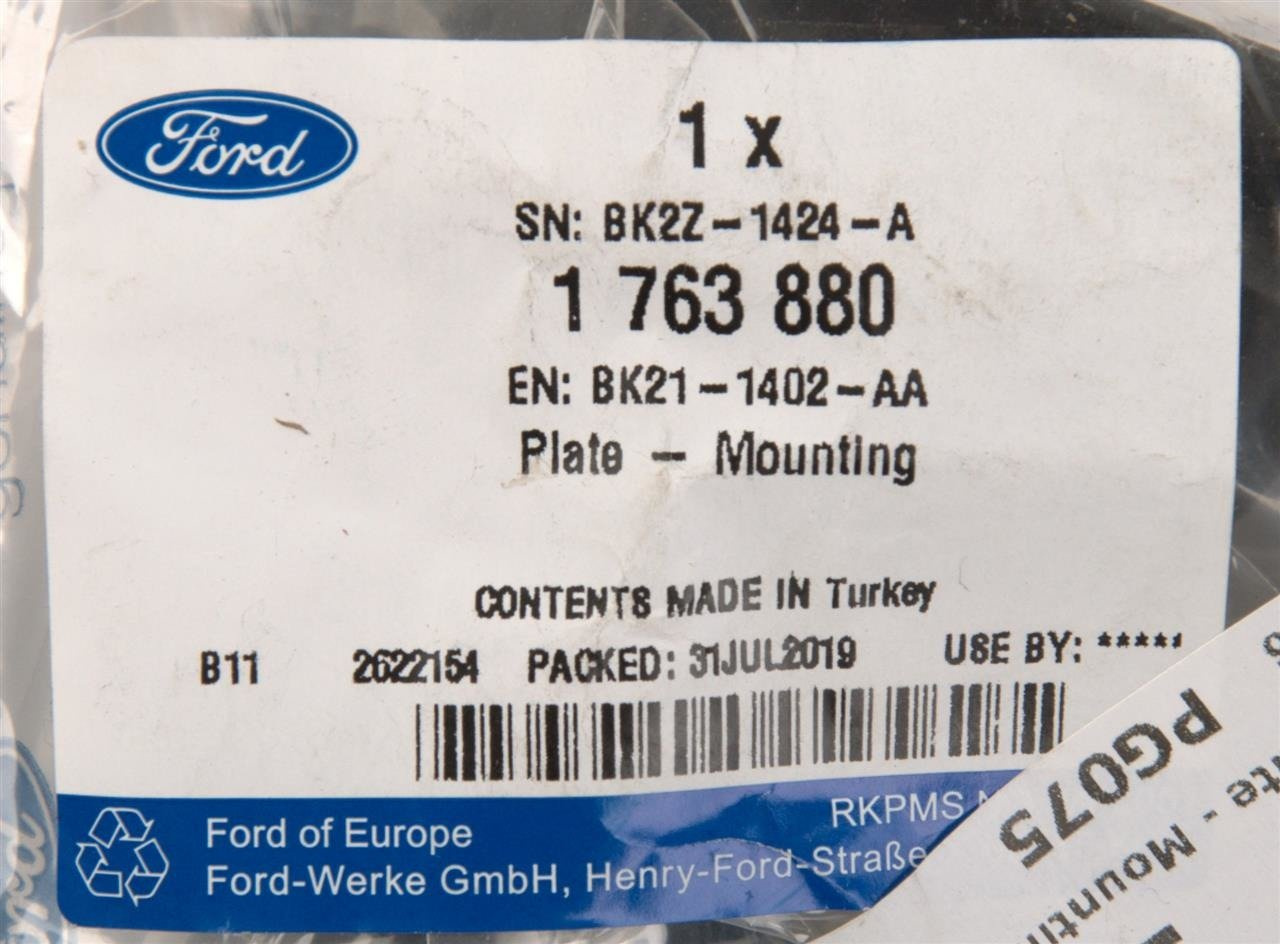 Ford
1 x
SN: BK2Z-1424-A
1 763 880
EN: BK21-1402-AA
Plate - Mounting
CONTENTS MADE IN Turkey
B11 2622154 PACKED: 31JUL2019 USE BY: *****
RKPMS
Ford of Europe
Ford-Werke GmbH, Henry-Ford-Straße
PG075
- Mountin